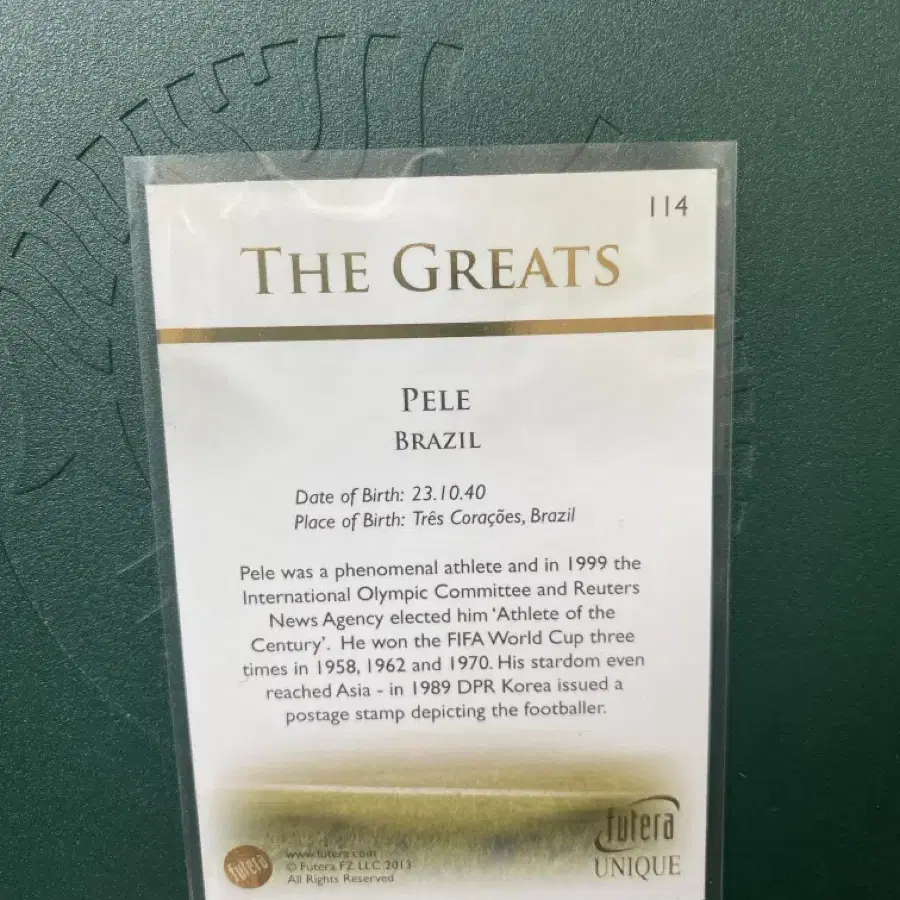 114
THE GREATS
PELE
BRAZIL
Date of Birth: 23.10.40
Place of Birth: Três Corações, Brazil
Pele was a phenomenal athlete and in 1999 the
International Olympic Committee and Reuters
News Agency elected him 'Athlete of the
Century'. He won the FIFA World Cup three
times in 1958, 1962 and 1970. His stardom even
reached Asia - in 1989 DPR Korea issued a
postage stamp depicting the footballer.
futera
UNIQUE
futera
www.futera.com
© Futera FZ LLC 2013
All Rights Reserved